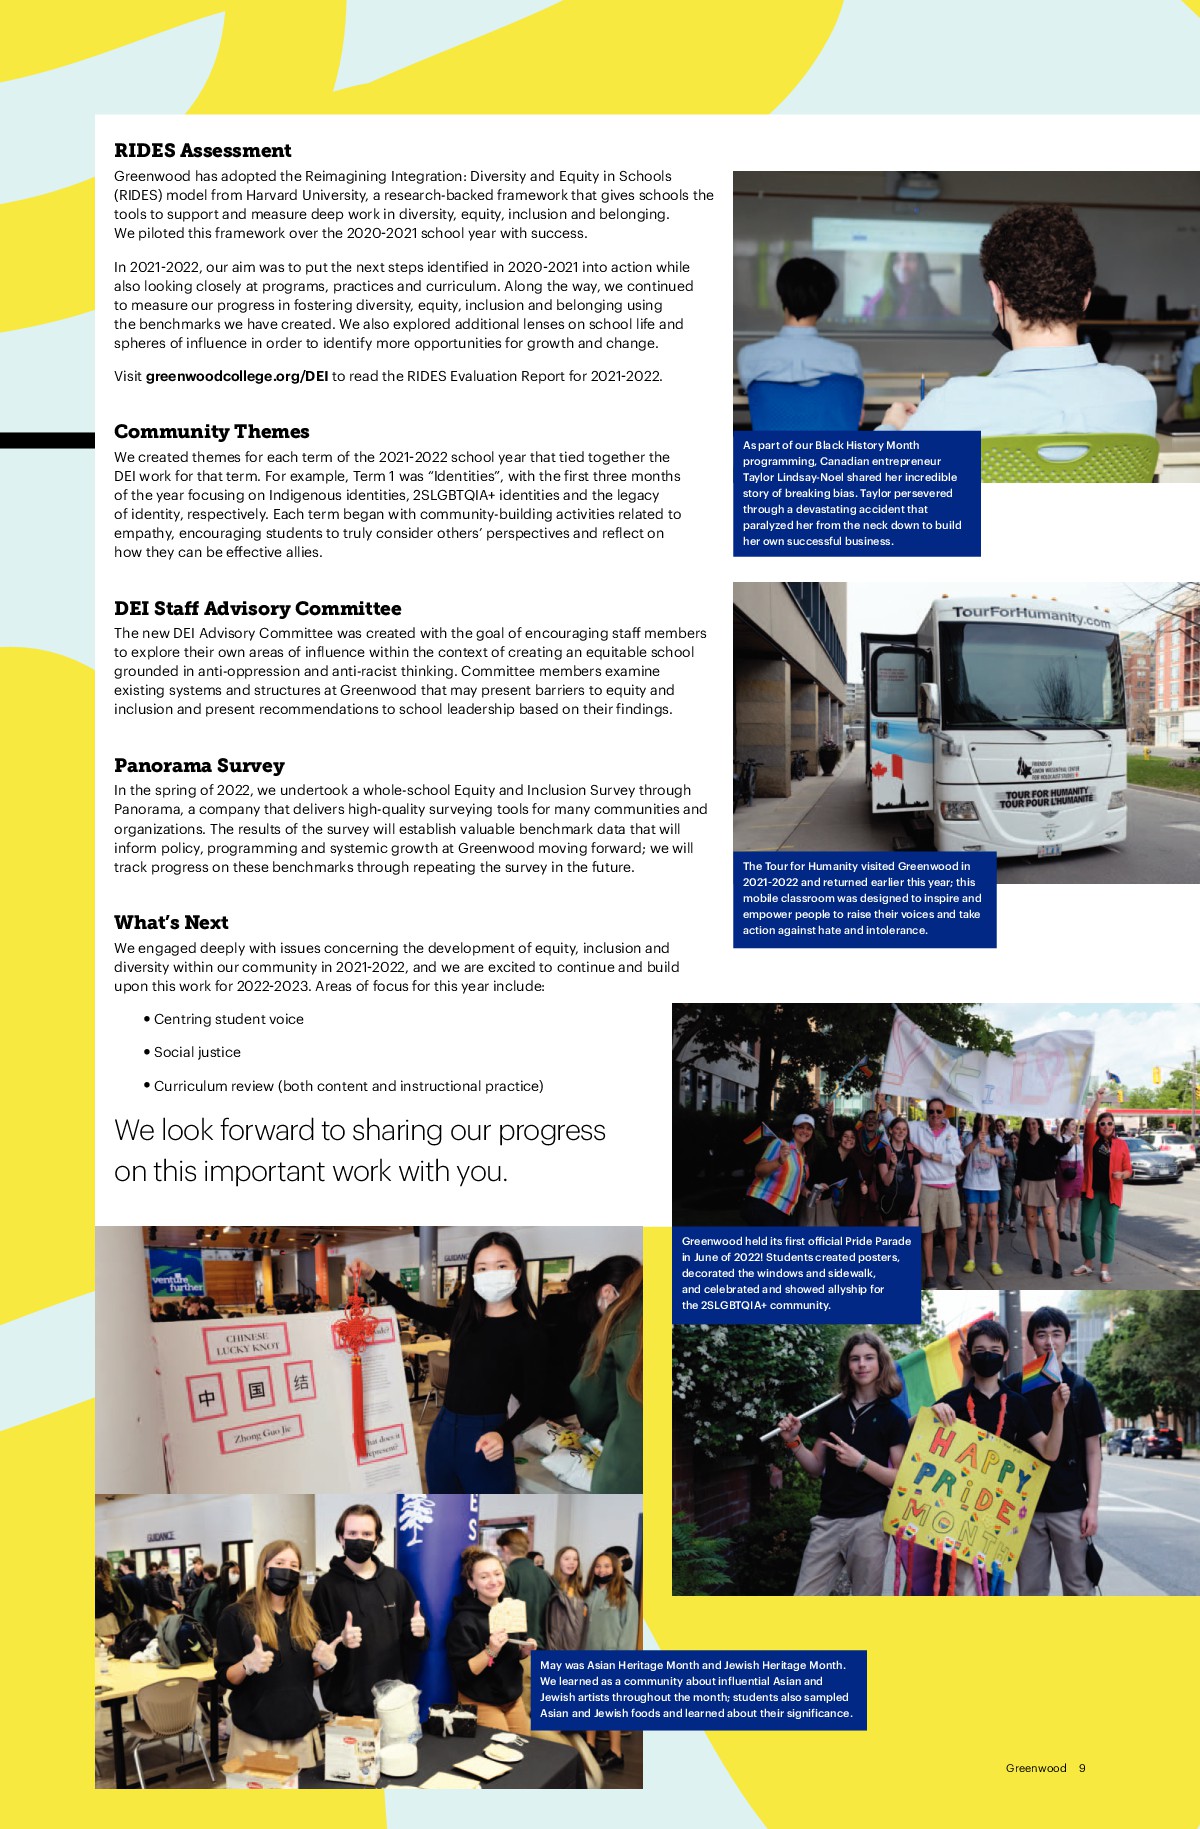 RIDES Assessment
Greenwood has adopted the Reimagining Integration: Diversity and Equity in Schools
(RIDES) model from Harvard University, a research-backed framework that gives schools the
tools to support and measure deep work in diversity, equity, inclusion and belonging.
We piloted this framework over the 2020-2021 school year with success.
In 2021-2022, our aim was to put the next steps identified in 2020-2021 into action while
also looking closely at programs, practices and curriculum. Along the way, we continued
to measure our progress in fostering diversity, equity, inclusion and belonging using
the benchmarks we have created. We also explored additional lenses on school life and
spheres of influence in order to identify more opportunities for growth and change.
Visit greenwoodcollege.org/DEI to read the RIDES Evaluation Report for 2021-2022.
Community Themes
We created themes for each term of the 2021-2022 school year that tied together the
DEI work for that term. For example, Term 1 was “Identities”, with the first three months
of the year focusing on Indigenous identities, 2SLGBTQIA+ identities and the legacy
of identity, respectively. Each term began with community-building activities related to
empathy, encouraging students to truly consider others’ perspectives and reflect on
how they can be effective allies.
DEI Staff Advisory Committee
The new DEI Advisory Committee was created with the goal of encouraging staff members
to explore their own areas of influence within the context of creating an equitable school
grounded in anti-oppression and anti-racist thinking. Committee members examine
existing systems and structures at Greenwood that may present barriers to equity and
inclusion and present recommendations to school leadership based on their findings.
Panorama Survey
In the spring of 2022, we undertook a whole-school Equity and Inclusion Survey through
Panorama, a company that delivers high-quality surveying tools for many communities and
organizations. The results of the survey will establish valuable benchmark data that will
inform policy, programming and systemic growth at Greenwood moving forward; we will
track progress on these benchmarks through repeating the survey in the future.
What’s Next
We engaged deeply with issues concerning the development of equity, inclusion and
diversity within our community in 2021-2022, and we are excited to continue and build
upon this work for 2022-2023. Areas of focus for this year include:
• Centring student voice
• Social justice
• Curriculum review (both content and instructional practice)
We look forward to sharing our progress
on this important work with you.
As part of our Black History Month
programming, Canadian entrepreneur
Taylor Lindsay-Noel shared her incredible
story of breaking bias. Taylor persevered
through a devastating accident that
paralyzed her from the neck down to build
her own successful business.
TourForHumanity.com
FRIENDS OF
SIMON WIESENTHAL CENTER
FOR HOLOCAUST STUDIES
TOUR FOR HUMANITY
TOUR POUR L'HUMANITÉ
The Tour for Humanity visited Greenwood in
2021-2022 and returned earlier this year; this
mobile classroom was designed to inspire and
empower people to raise their voices and take
action against hate and intolerance.
Greenwood held its first official Pride Parade
in June of 2022! Students created posters,
decorated the windows and sidewalk,
and celebrated and showed allyship for
the 2SLGBTQIA+ community.
HAPPY
PRiDE
MONTH
venture
further
GUIDANCE
CHINESE
LUCKY KNOT
中 国 结
Zhong Guo Jie
What does it
represent?
GUIDANCE
ES
May was Asian Heritage Month and Jewish Heritage Month.
We learned as a community about influential Asian and
Jewish artists throughout the month; students also sampled
Asian and Jewish foods and learned about their significance.
Greenwood 9